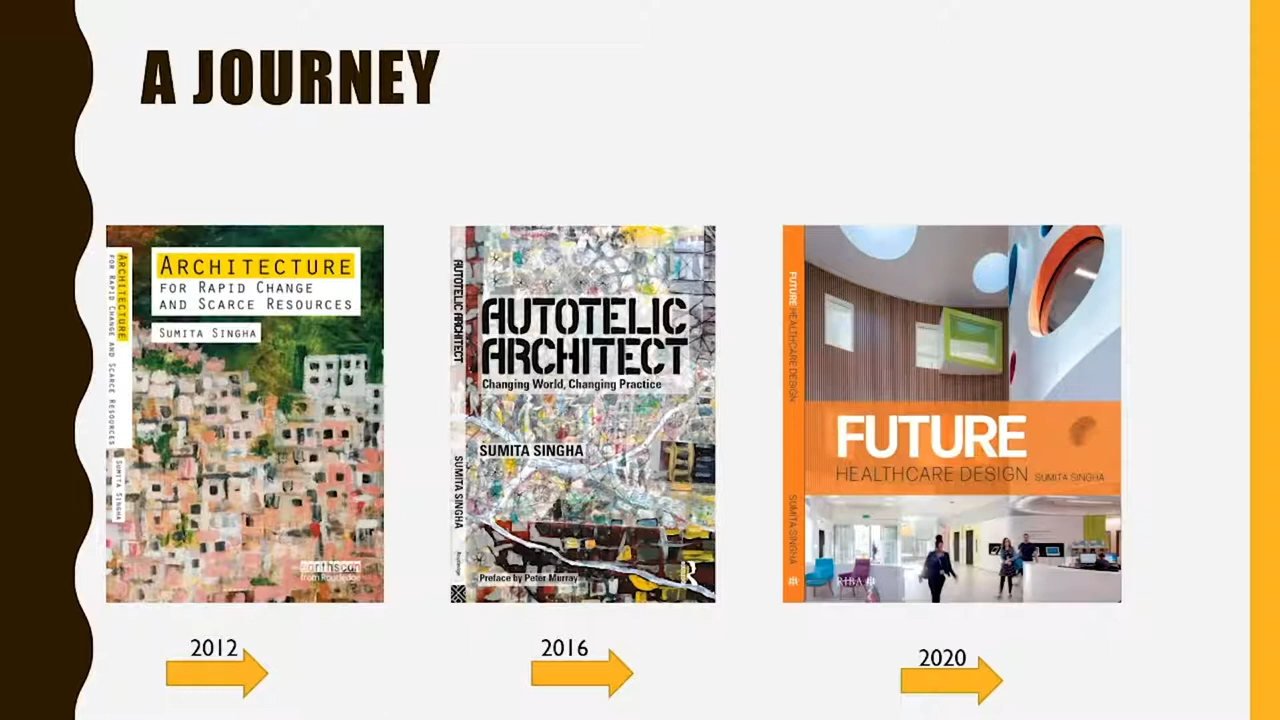 A JOURNEY
ARCHITECTURE
FOR RAPID CHANGE
AND SCARCE RESOURCES
SUMITA SINGHA
ARCHITECTURE FOR RAPID CHANGE AND SCARCE RESOURCES
SUMITA SINGHA
earthscan
from Routledge
2012
AUTOTELIC ARCHITECT
SUMITA SINGHA
AUTOTELIC
ARCHITECT
Changing World, Changing Practice
SUMITA SINGHA
Preface by Peter Murray
R
2016
FUTURE HEALTHCARE DESIGN
SUMITA SINGHA
FUTURE
HEALTHCARE DESIGN SUMITA SINGHA
RIBA
2020